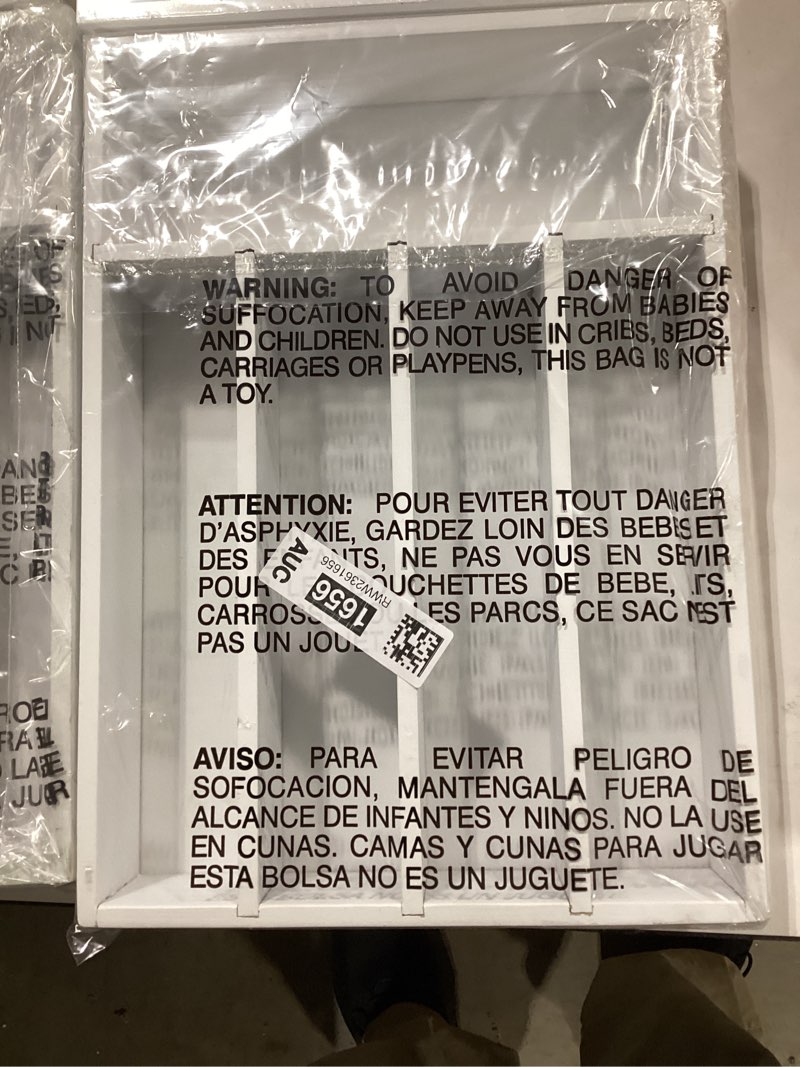 WARNING: TO AVOID DANGER OF
SUFFOCATION, KEEP AWAY FROM BABIES
AND CHILDREN. DO NOT USE IN CRIBS, BEDS,
CARRIAGES OR PLAYPENS, THIS BAG IS NOT
A TOY.
ATTENTION: POUR EVITER TOUT DANGER
D'ASPHYXIE, GARDEZ LOIN DES BEBES ET
DES NE PAS VOUS EN SERVIR
POUR DE BEBE,
PARCS, CE SAC N'EST
PAS UN
AUC
1656
RWW2361656
AVISO: PARA EVITAR PELIGRO DE
SOFOCACION, MANTENGALA FUERA DEL
ALCANCE DE INFANTES Y NINOS. NO LA USE
EN CUNAS. CAMAS Y CUNAS PARA JUGAR
ESTA BOLSA NO ES UN JUGUETE.